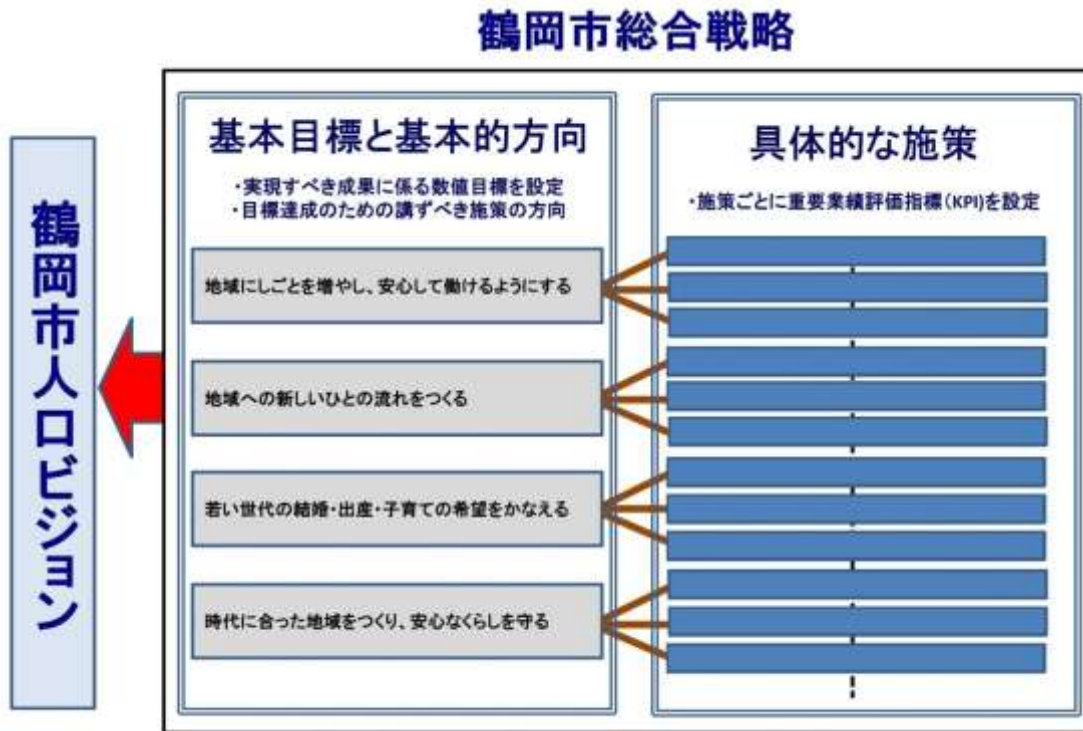 鶴岡市総合戦略
鶴岡市人口ビジョン
基本目標と基本的方向
・実現すべき成果に係る数値目標を設定
・目標達成のための講ずべき施策の方向
地域にしごとを増やし、安心して働けるようにする
地域への新しいひとの流れをつくる
若い世代の結婚・出産・子育ての希望をかなえる
時代に合った地域をつくり、安心なくらしを守る
具体的な施策
・施策ごとに重要業績評価指標(KPI)を設定